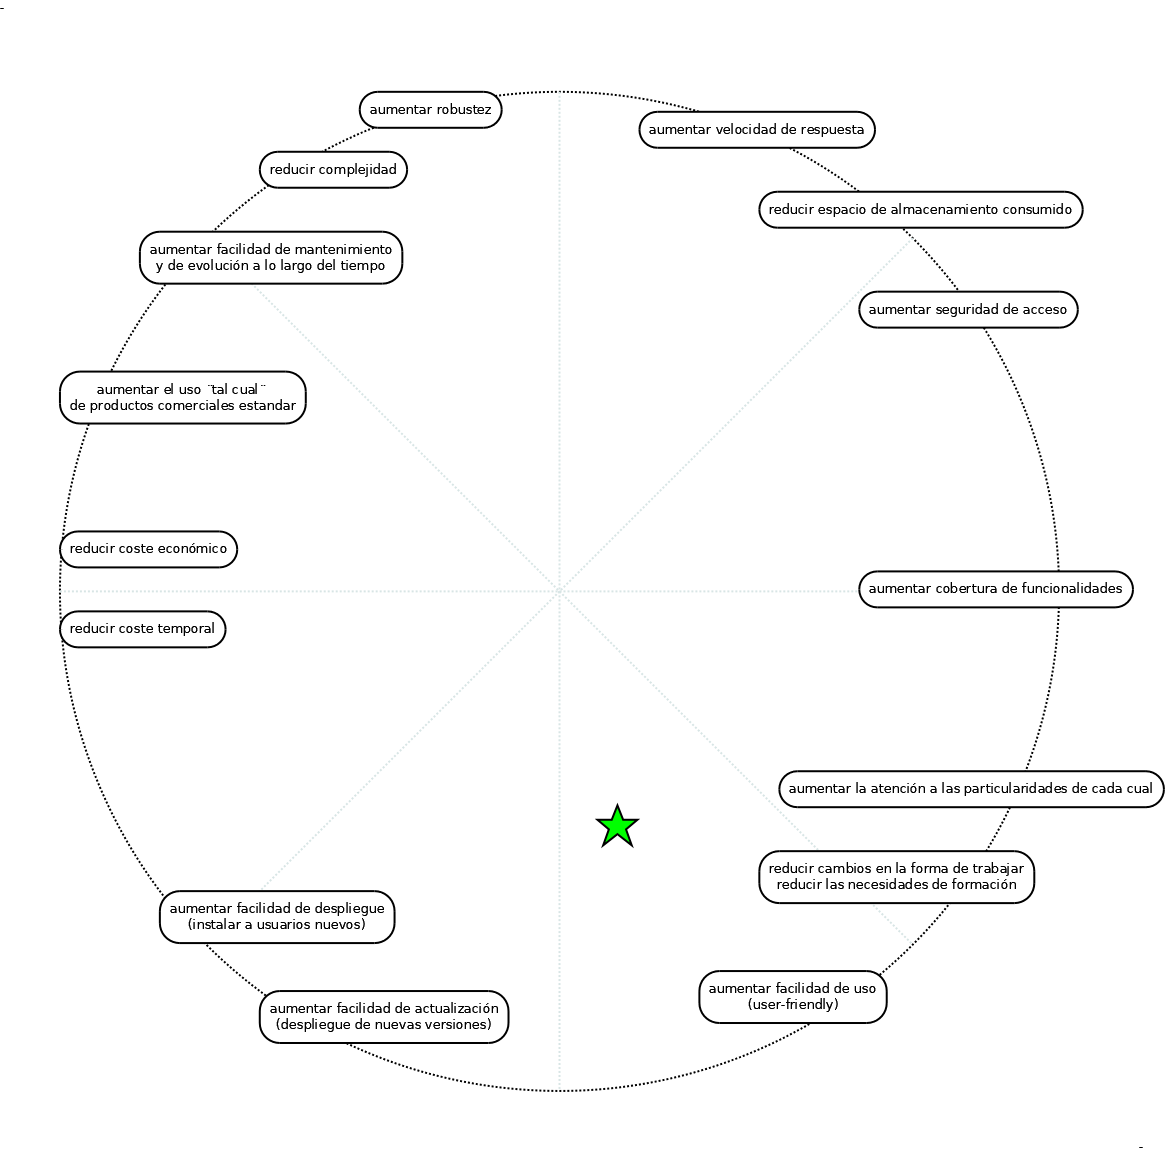 aumentar robustez
aumentar velocidad de respuesta
reducir complejidad
reducir espacio de almacenamiento consumido
aumentar facilidad de mantenimiento
y de evolución a lo largo del tiempo
aumentar seguridad de acceso
aumentar el uso ¨tal cual¨
de productos comerciales estandar
reducir coste económico
aumentar cobertura de funcionalidades
reducir coste temporal
aumentar la atención a las particularidades de cada cual
reducir cambios en la forma de trabajar
reducir las necesidades de formación
aumentar facilidad de despliegue
(instalar a usuarios nuevos)
aumentar facilidad de uso
(user-friendly)
aumentar facilidad de actualización
(despliegue de nuevas versiones)